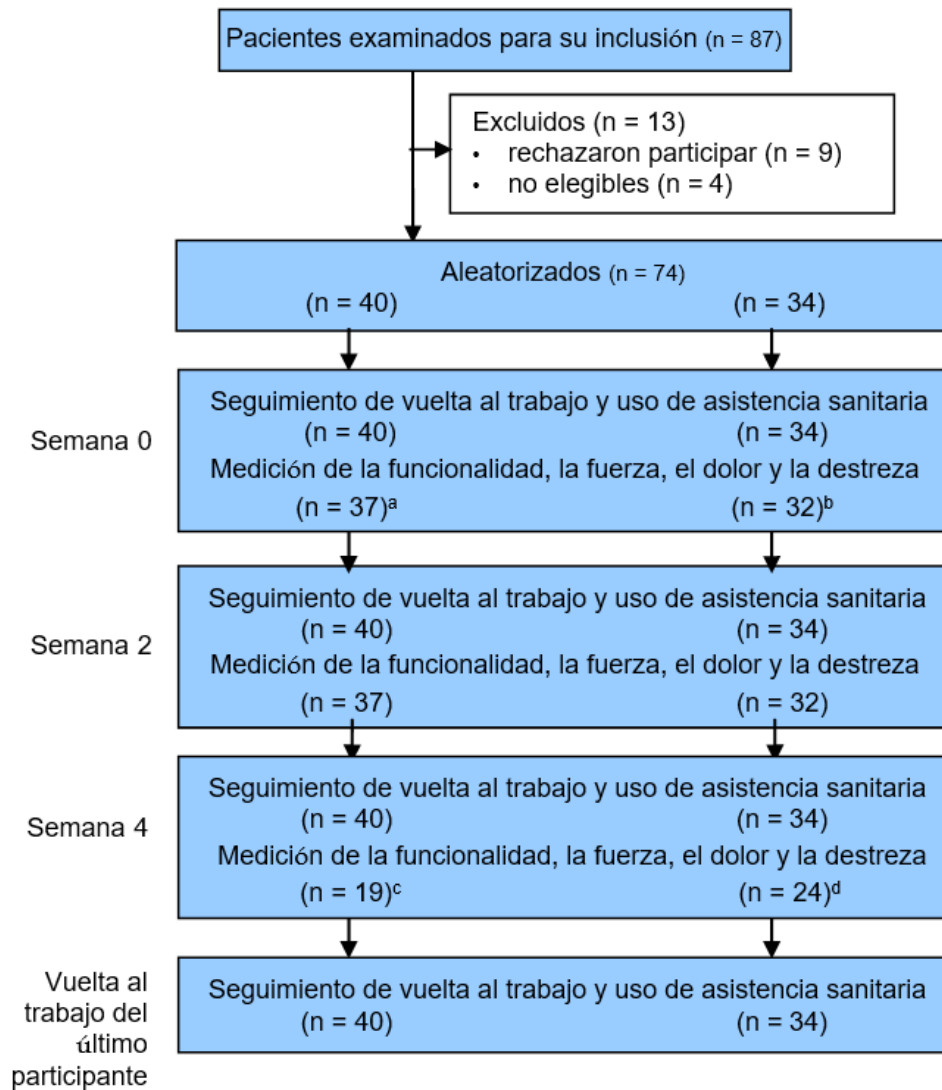 Pacientes examinados para su inclusión (n = 87)
Excluidos (n = 13)
• rechazaron participar (n = 9)
• no elegibles (n = 4)
Aleatorizados (n = 74)
(n = 40) (n = 34)
Semana 0
Seguimiento de vuelta al trabajo y uso de asistencia sanitaria
(n = 40) (n = 34)
Medición de la funcionalidad, la fuerza, el dolor y la destreza
(n = 37)ᵃ (n = 32)ᵇ
Semana 2
Seguimiento de vuelta al trabajo y uso de asistencia sanitaria
(n = 40) (n = 34)
Medición de la funcionalidad, la fuerza, el dolor y la destreza
(n = 37) (n = 32)
Semana 4
Seguimiento de vuelta al trabajo y uso de asistencia sanitaria
(n = 40) (n = 34)
Medición de la funcionalidad, la fuerza, el dolor y la destreza
(n = 19)ᶜ (n = 24)ᵈ
Vuelta al
trabajo del
último
participante
Seguimiento de vuelta al trabajo y uso de asistencia sanitaria
(n = 40) (n = 34)